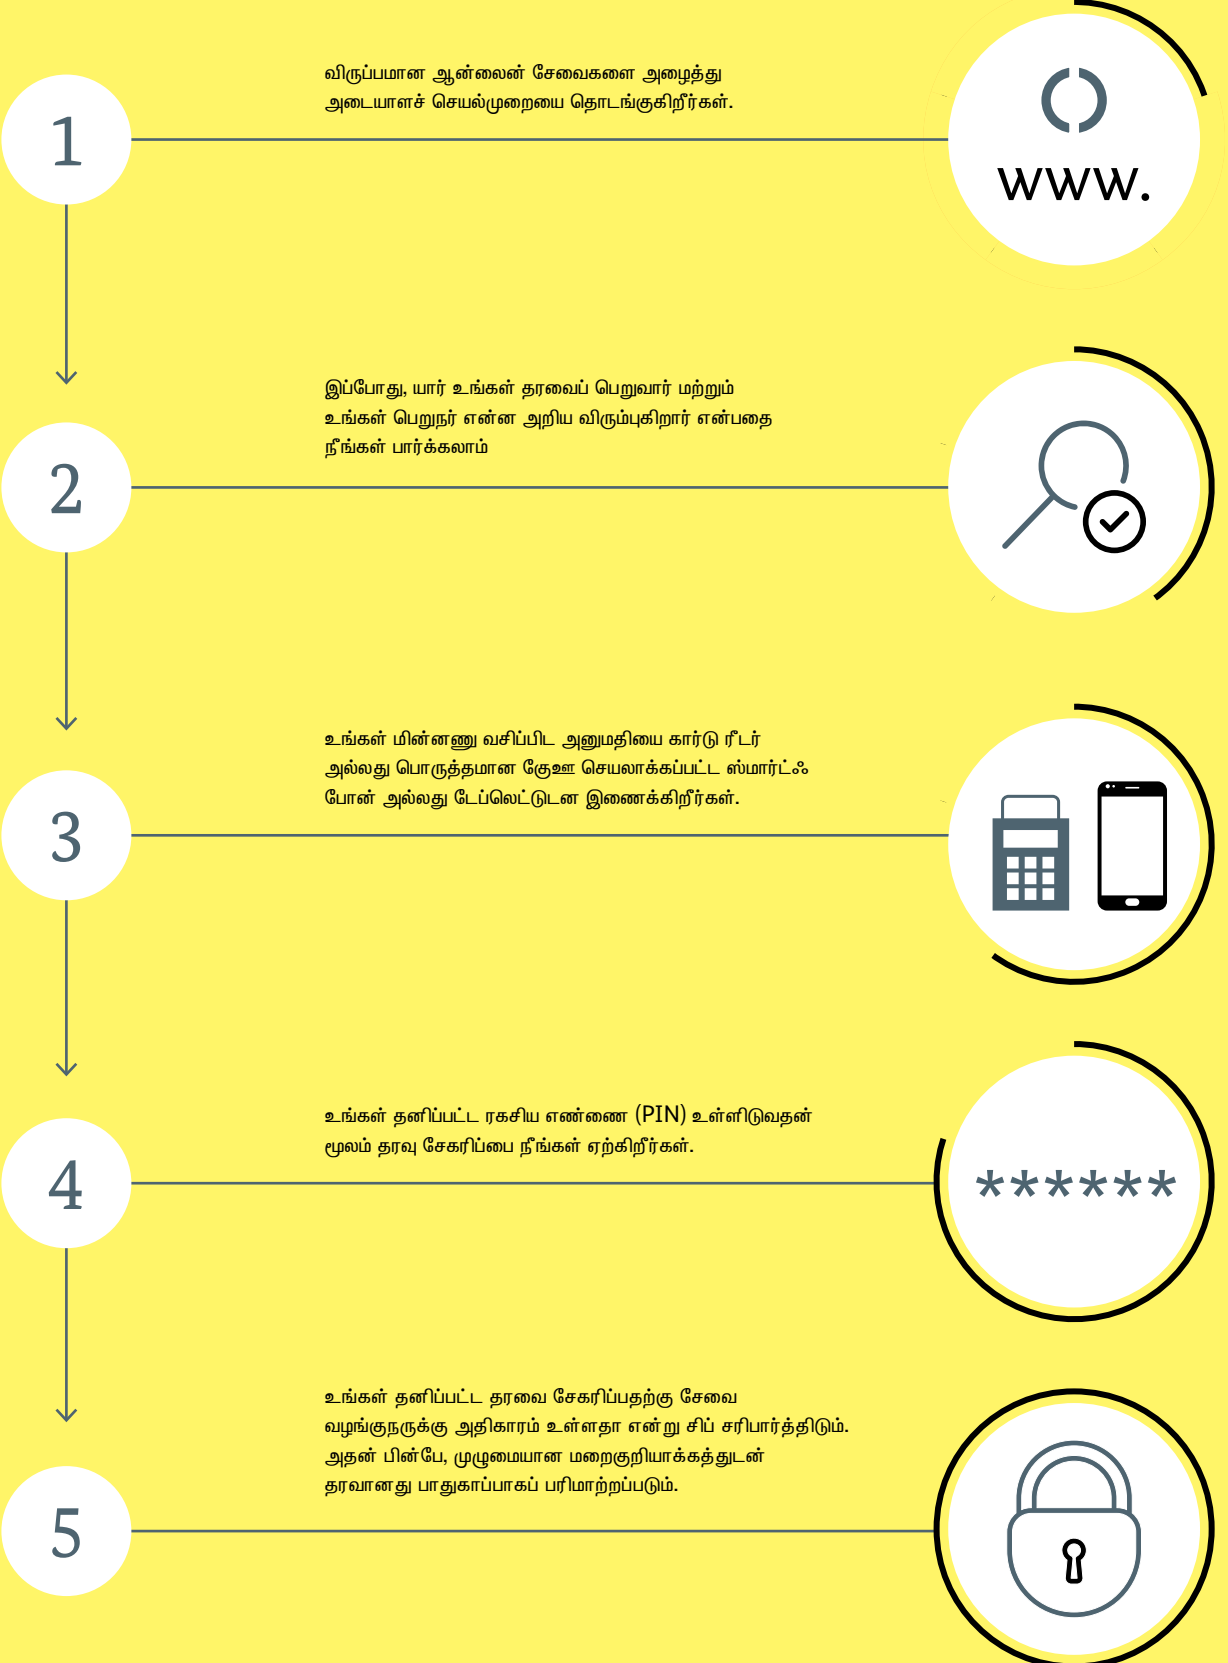 1
விருப்பமான ஆன்லைன் சேவைகளை அழைத்து
அடையாளச் செயல்முறையை தொடங்குகிறீர்கள்.
www.
2
இப்போது, யார் உங்கள் தரவைப் பெறுவார் மற்றும்
உங்கள் பெறுநர் என்ன அறிய விரும்புகிறார் என்பதை
நீங்கள் பார்க்கலாம்
3
உங்கள் மின்னணு வசிப்பிட அனுமதியை கார்டு ரீடர்
அல்லது பொருத்தமான கேுஊ செயலாக்கப்பட்ட ஸ்மார்ட்ஃ
போன் அல்லது டேப்லெட்டுடன இணைக்கிறீர்கள்.
4
உங்கள் தனிப்பட்ட ரகசிய எண்ணை (PIN) உள்ளிடுவதன்
மூலம் தரவு சேகரிப்பை நீங்கள் ஏற்கிறீர்கள்.
******
5
உங்கள் தனிப்பட்ட தரவை சேகரிப்பதற்கு சேவை
வழங்குநருக்கு அதிகாரம் உள்ளதா என்று சிப் சரிபார்த்திடும்.
அதன் பின்பே, முழுமையான மறைகுறியாக்கத்துடன்
தரவானது பாதுகாப்பாகப் பரிமாற்றப்படும்.